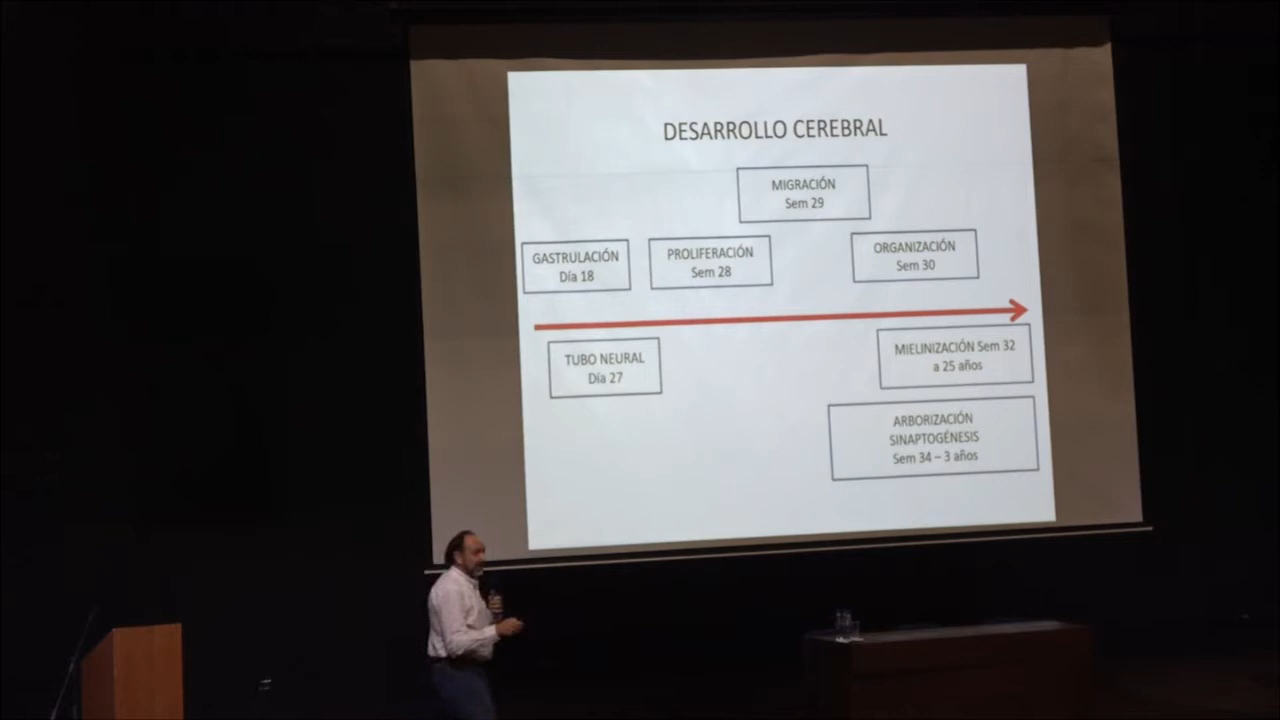 DESARROLLO CEREBRAL
MIGRACIÓN
Sem 29
GASTRULACIÓN
Día 18
PROLIFERACIÓN
Sem 28
ORGANIZACIÓN
Sem 30
TUBO NEURAL
Día 27
MIELINIZACIÓN Sem 32
a 25 años
ARBORIZACIÓN
SINAPTOGÉNESIS
Sem 34 – 3 años